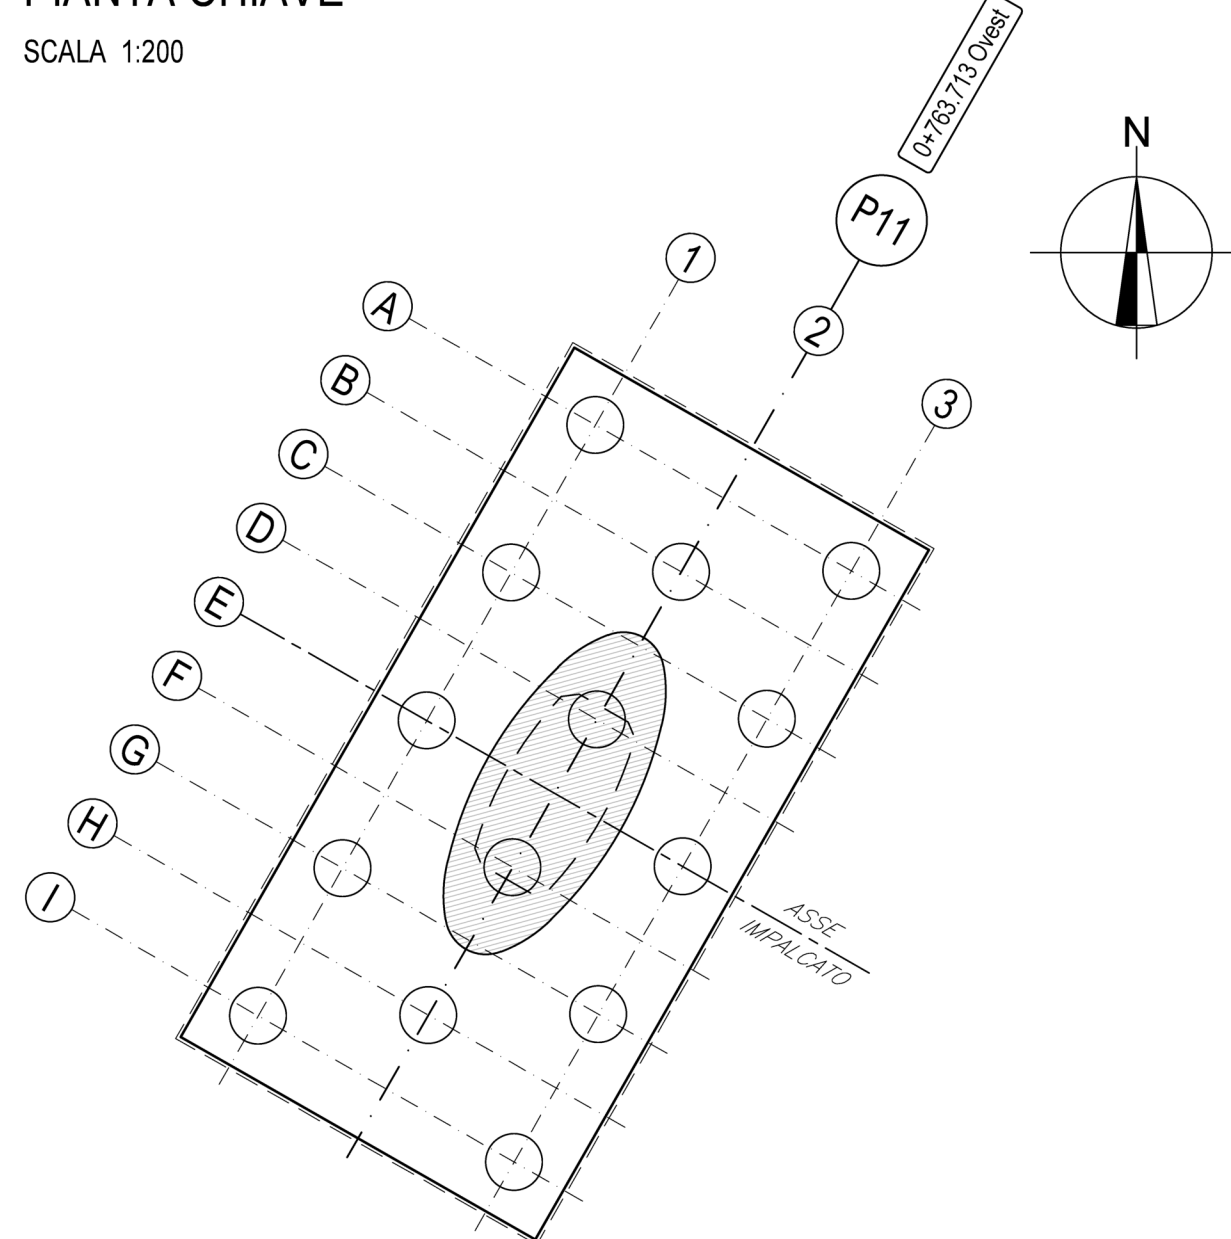 PIANTA CHIAVE
SCALA 1:200
0+763.713 Ovest
N
P11
1
2
3
A
B
C
D
E
F
G
H
I
ASSE
IMPALCATO